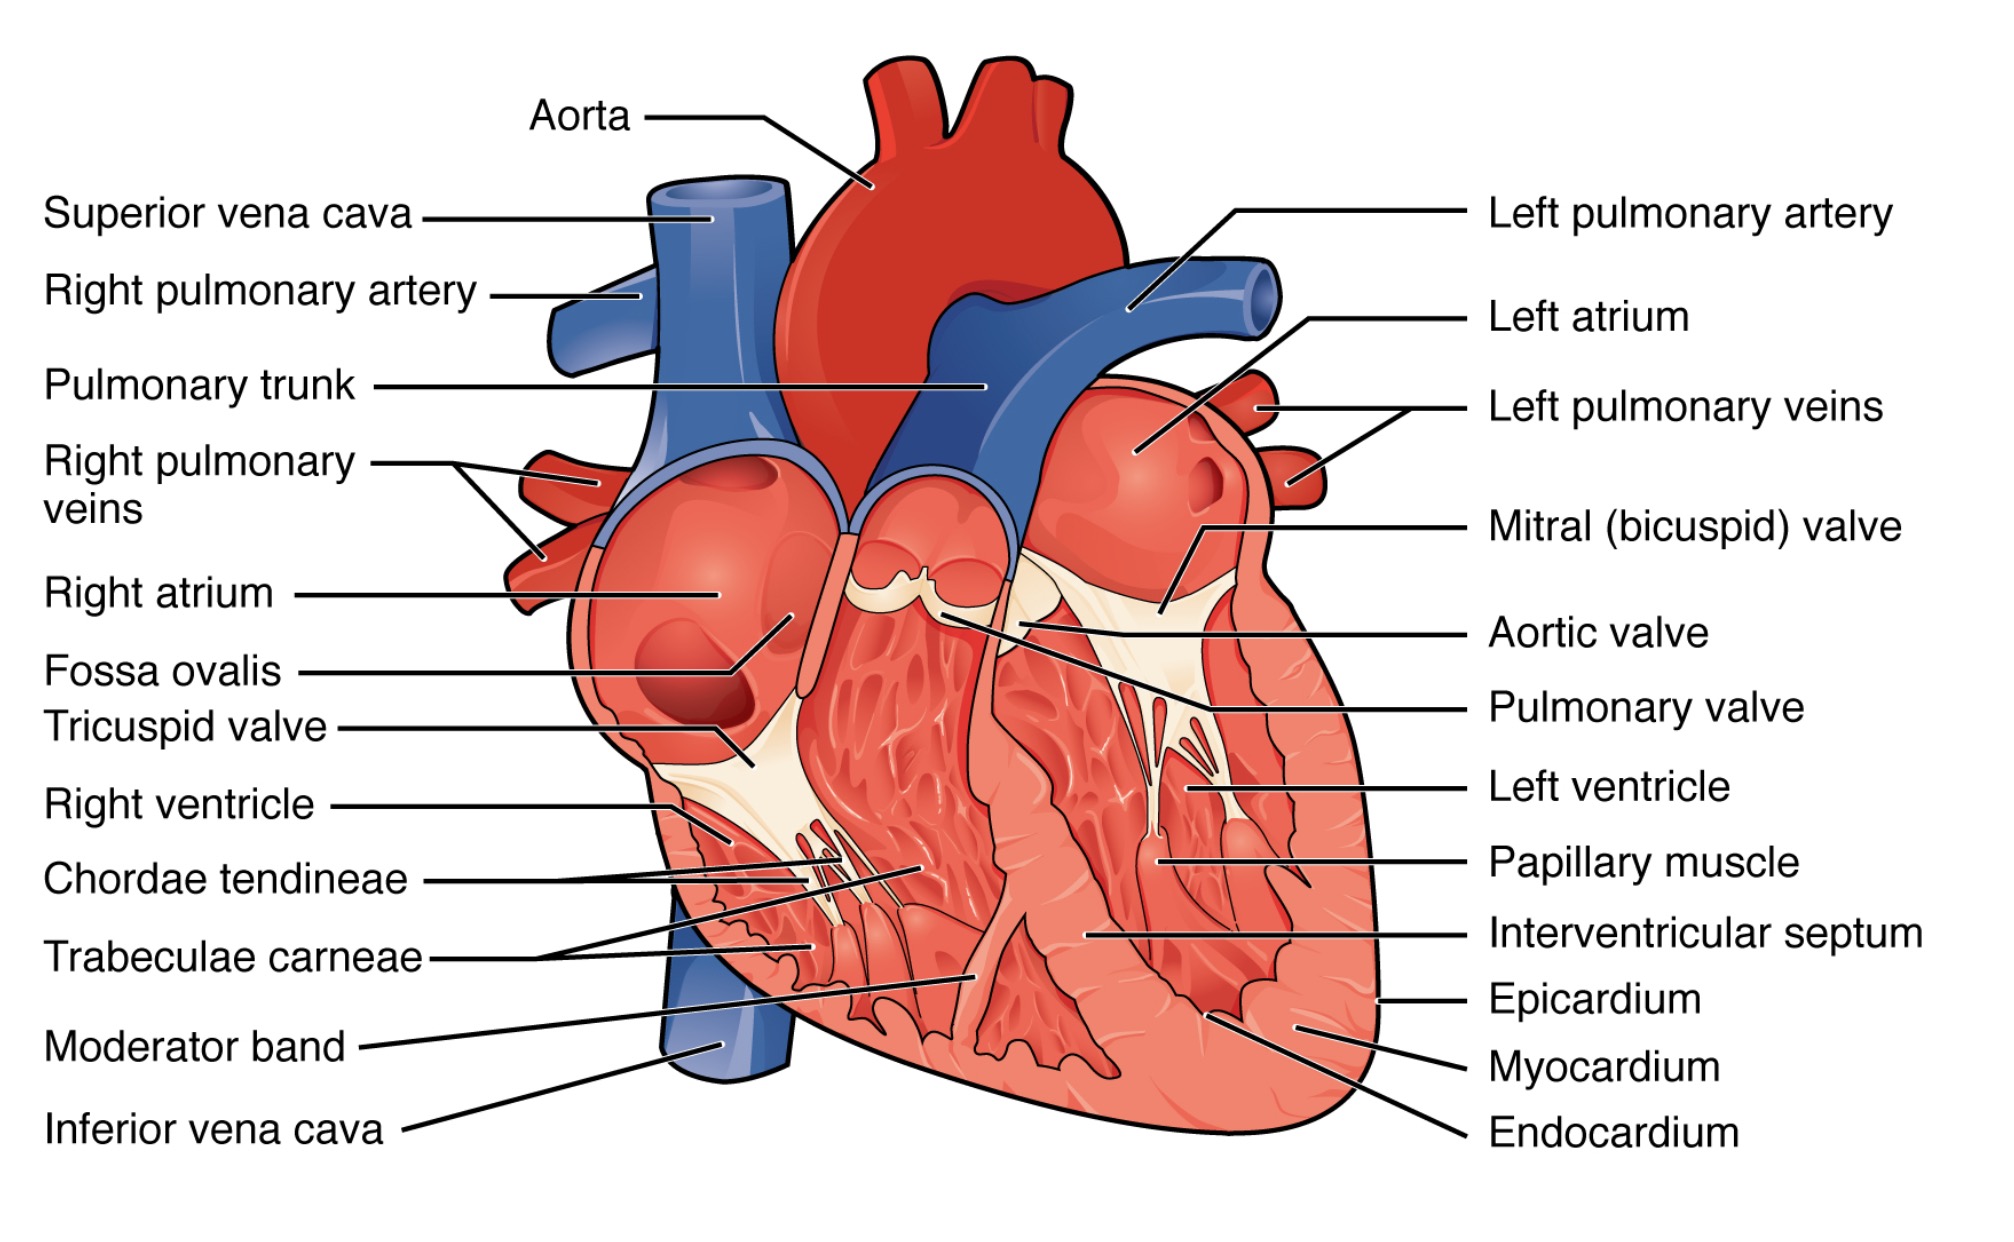 Aorta
Superior vena cava
Right pulmonary artery
Pulmonary trunk
Right pulmonary
veins
Right atrium
Fossa ovalis
Tricuspid valve
Right ventricle
Chordae tendineae
Trabeculae carneae
Moderator band
Inferior vena cava
Left pulmonary artery
Left atrium
Left pulmonary veins
Mitral (bicuspid) valve
Aortic valve
Pulmonary valve
Left ventricle
Papillary muscle
Interventricular septum
Epicardium
Myocardium
Endocardium